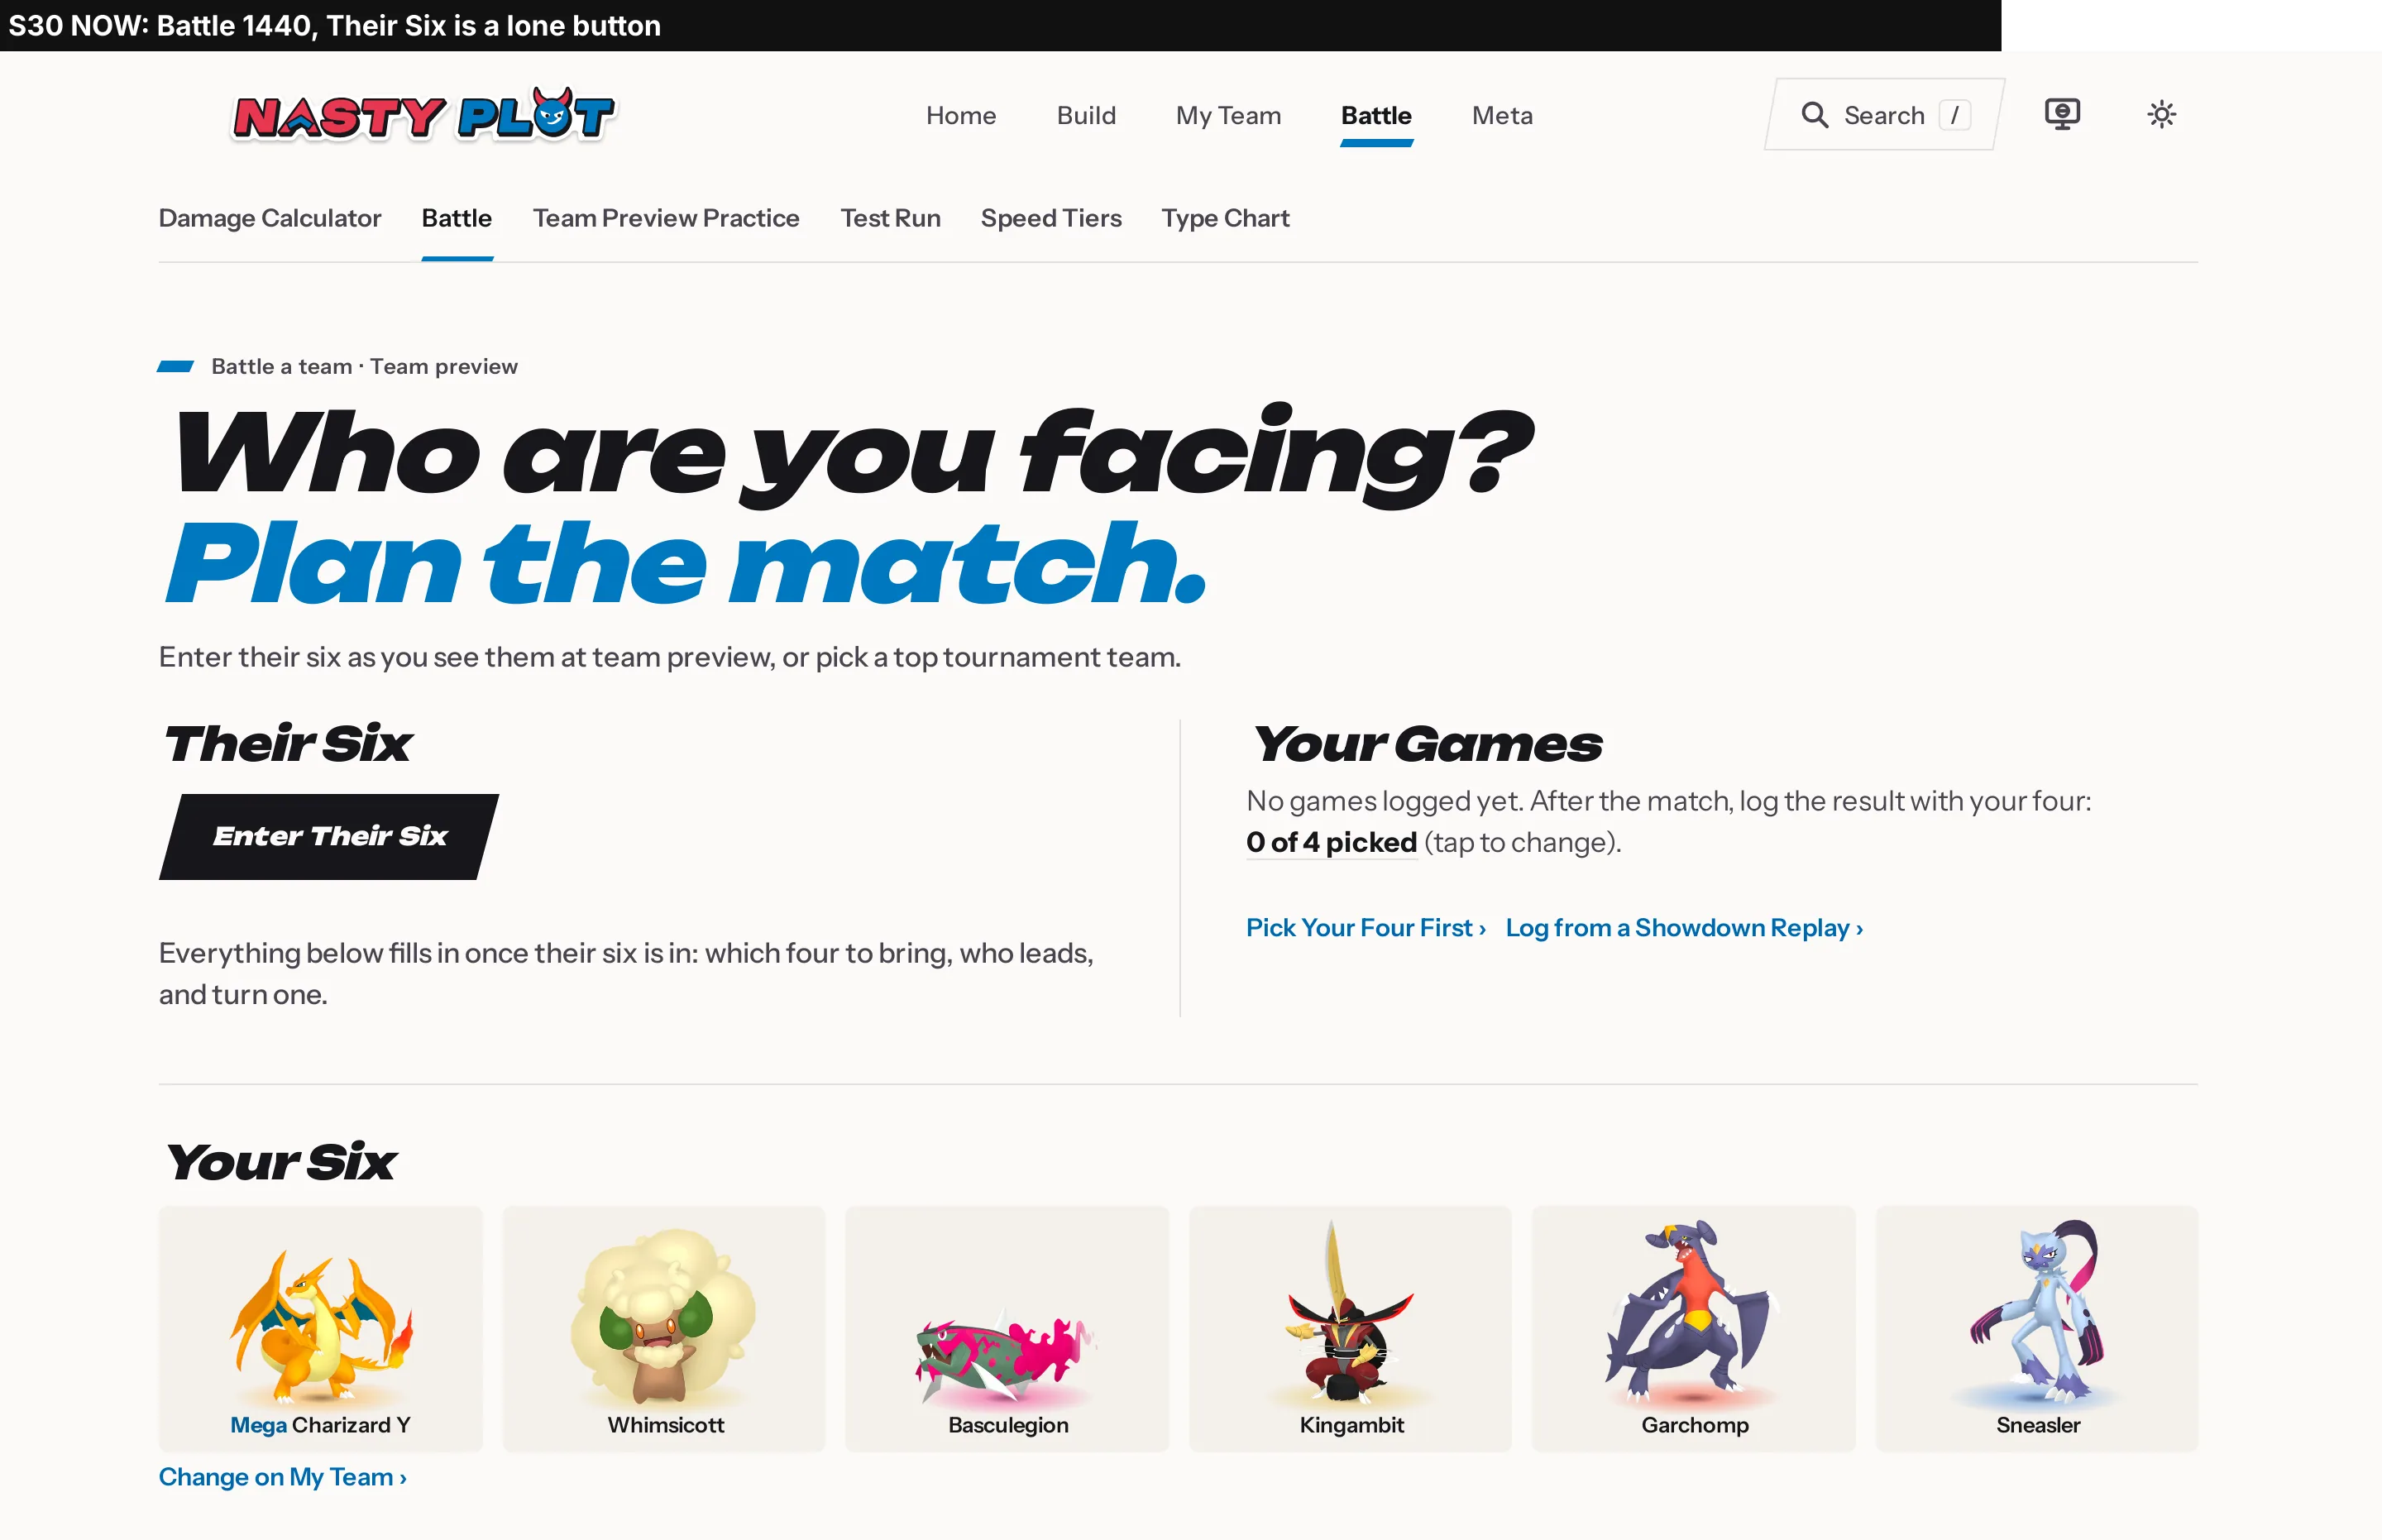 S30 NOW: Battle 1440, Their Six is a lone button
NASTY PLOT
Home
Build
My Team
Battle
Meta
Search /
Damage Calculator
Battle
Team Preview Practice
Test Run
Speed Tiers
Type Chart
Battle a team · Team preview
Who are you facing?
Plan the match.
Enter their six as you see them at team preview, or pick a top tournament team.
Their Six
Enter Their Six
Everything below fills in once their six is in: which four to bring, who leads,
and turn one.
Your Games
No games logged yet. After the match, log the result with your four:
0 of 4 picked (tap to change).
Pick Your Four First ›
Log from a Showdown Replay ›
Your Six
Mega Charizard Y
Whimsicott
Basculegion
Kingambit
Garchomp
Sneasler
Change on My Team ›